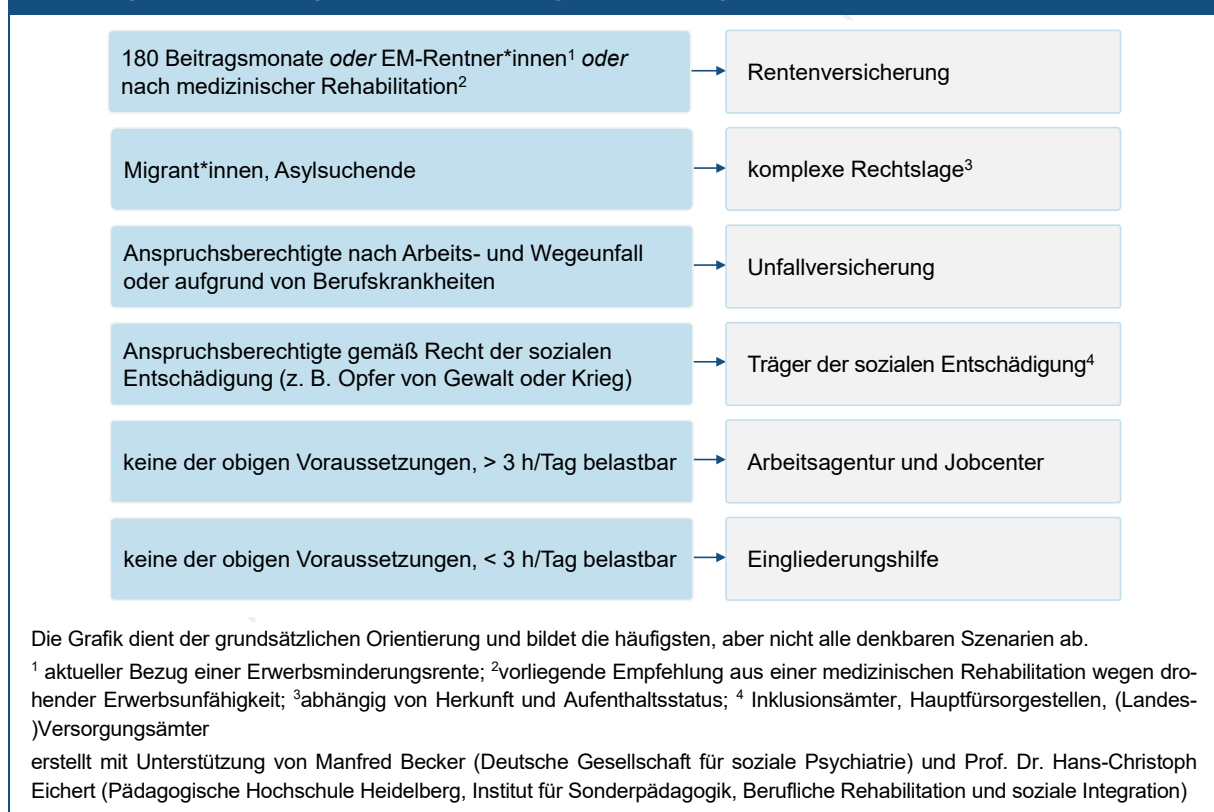 180 Beitragsmonate oder EM-Rentner*innen¹ oder
nach medizinischer Rehabilitation²
Rentenversicherung
Migrant*innen, Asylsuchende
komplexe Rechtslage³
Anspruchsberechtigte nach Arbeits- und Wegeunfall
oder aufgrund von Berufskrankheiten
Unfallversicherung
Anspruchsberechtigte gemäß Recht der sozialen
Entschädigung (z. B. Opfer von Gewalt oder Krieg)
Träger der sozialen Entschädigung⁴
keine der obigen Voraussetzungen, > 3 h/Tag belastbar
Arbeitsagentur und Jobcenter
keine der obigen Voraussetzungen, < 3 h/Tag belastbar
Eingliederungshilfe
Die Grafik dient der grundsätzlichen Orientierung und bildet die häufigsten, aber nicht alle denkbaren Szenarien ab.
¹ aktueller Bezug einer Erwerbsminderungsrente; ²vorliegende Empfehlung aus einer medizinischen Rehabilitation wegen dro-
hender Erwerbsunfähigkeit; ³abhängig von Herkunft und Aufenthaltsstatus; ⁴ Inklusionsämter, Hauptfürsorgestellen, (Landes-
)Versorgungsämter
erstellt mit Unterstützung von Manfred Becker (Deutsche Gesellschaft für soziale Psychiatrie) und Prof. Dr. Hans-Christoph
Eichert (Pädagogische Hochschule Heidelberg, Institut für Sonderpädagogik, Berufliche Rehabilitation und soziale Integration)